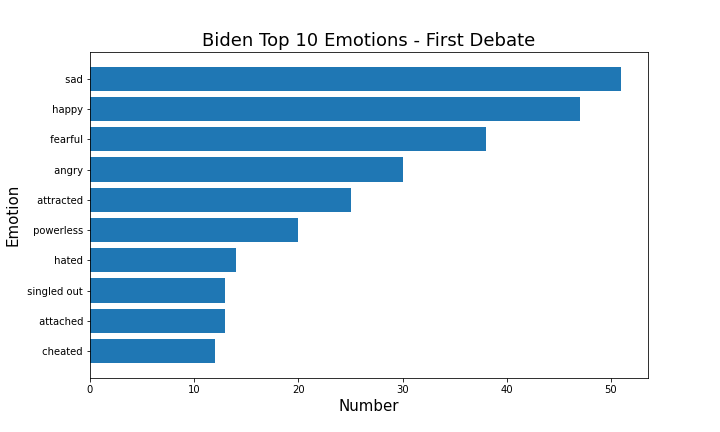 Biden Top 10 Emotions - First Debate
Emotion
sad
happy
fearful
angry
attracted
powerless
hated
singled out
attached
cheated
0 10 20 30 40 50
Number